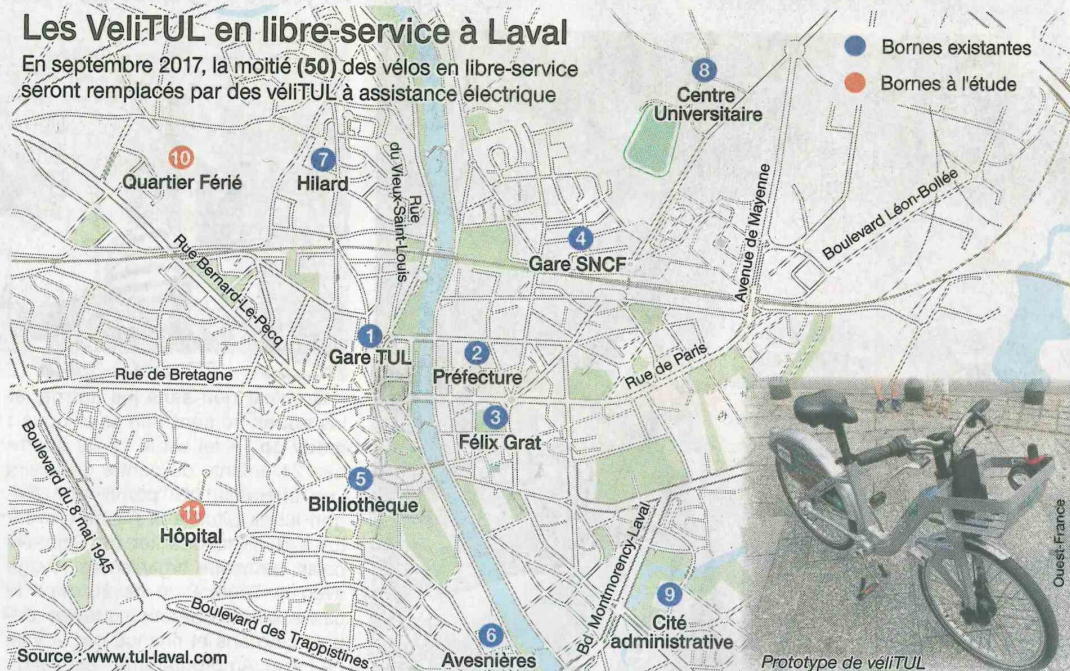 Les VeliTUL en libre-service à Laval
En septembre 2017, la moitié (50) des vélos en libre-service
seront remplacés par des véliTUL à assistance électrique
Bornes existantes
Bornes à l'étude
8
Centre
Universitaire
10
Quartier Férié
7
Hilard
Rue
du Vieux-Saint-Louis
4
Gare SNCF
Avenue de Mayenne
Boulevard Léon-Bollée
Rue Bernard-Le-Pecq
1
Gare TUL
2
Préfecture
Rue de Paris
Rue de Bretagne
3
Félix Grat
Boulevard du 8 mai 1945
5
Bibliothèque
11
Hôpital
Bd Montmorency-Laval
9
Cité
administrative
Boulevard des Trappistines
6
Avesnières
Source : www.tul-laval.com
Prototype de véliTUL
Ouest-France